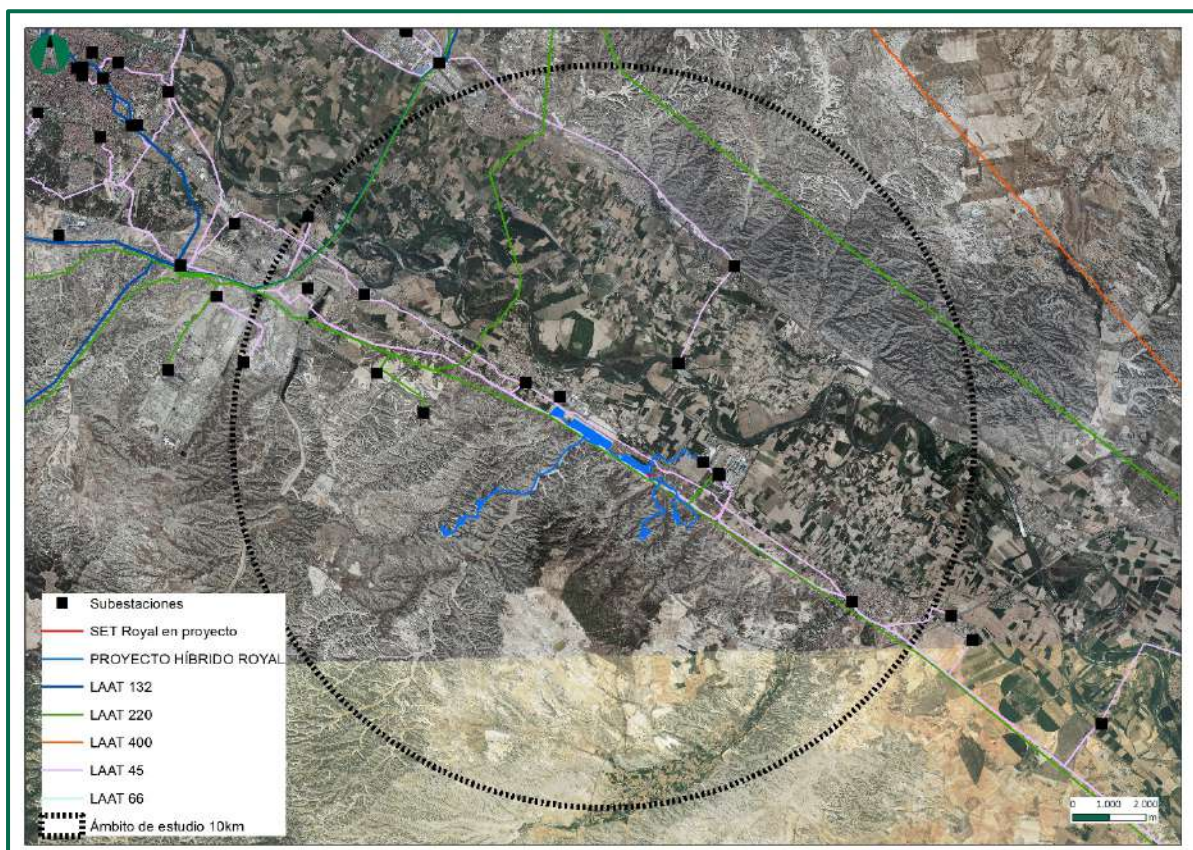 Subestaciones
SET Royal en proyecto
PROYECTO HÍBRIDO ROYAL
LAAT 132
LAAT 220
LAAT 400
LAAT 45
LAAT 66
Ámbito de estudio 10km
0 1.000 2.000
m